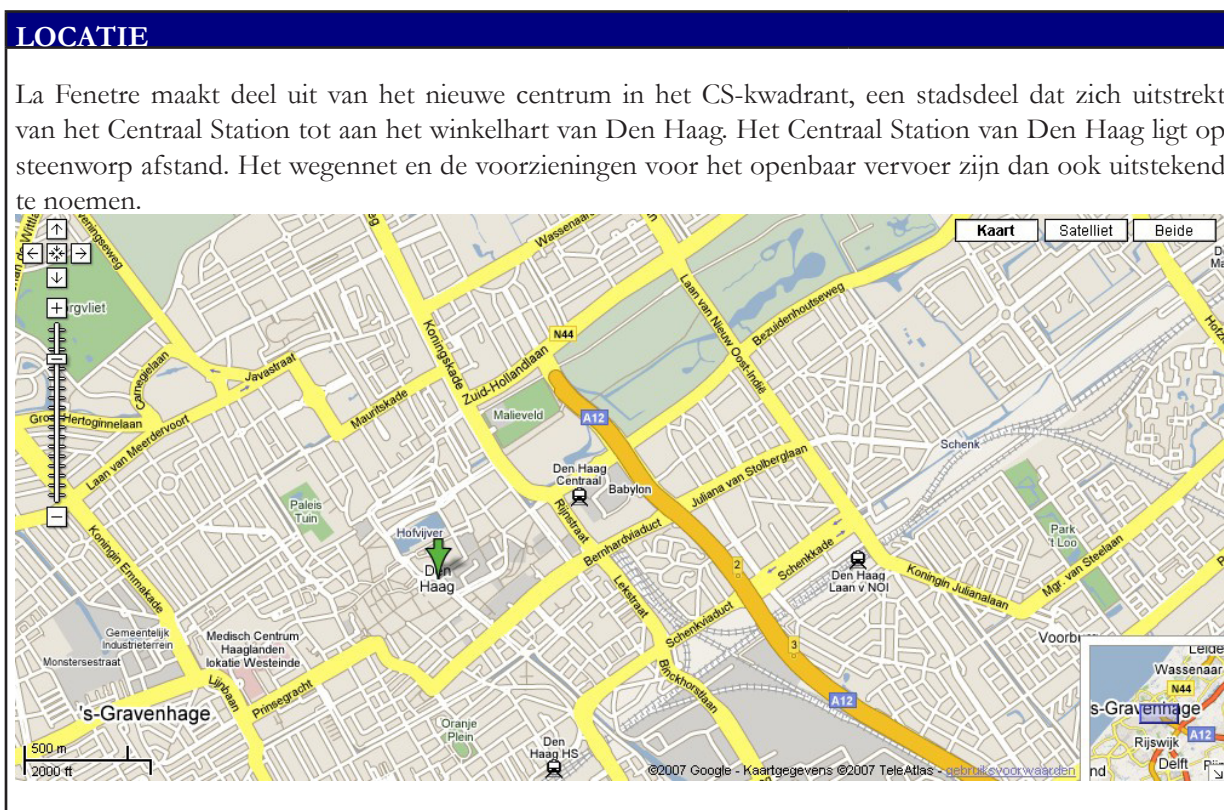 LOCATIE
La Fenetre maakt deel uit van het nieuwe centrum in het CS-kwadrant, een stadsdeel dat zich uitstrekt
van het Centraal Station tot aan het winkelhart van Den Haag. Het Centraal Station van Den Haag ligt op
steenworp afstand. Het wegennet en de voorzieningen voor het openbaar vervoer zijn dan ook uitstekend
te noemen.
Kaart Satelliet Beide
N44
Koningskade
Zuid-Hollandlaan
Laan van Nieuw Oost-Indië
Bezuidenhoutseweg
Carnegielaan
Javastraat
Mauritskade
Malieveld
A12
Laan van Meerdervoort
Schenk
Den Haag
Centraal
Babylon
Juliana van Stolberglaan
Paleis
Tuin
Rijnstraat
Hofvijver
Bernhardviaduct
Park
't Loo
Den
Haag
2
Schenkkade
Den Haag
Laan v NOI
Koningin Julianalaan
Mgr. van Steelaan
Koningin Emmakade
Lekstraat
Schenkviaduct
Gemeentelijk
Industrieterrein
Medisch Centrum
Haaglanden
lokatie Westeinde
Monstersestraat
3
Binckhorstlaan
Lijnbaan
Prinsegracht
A12
's-Gravenhage
Oranje
Plein
Den
Haag HS
500 m
2000 ft
©2007 Google - Kaartgegevens ©2007 TeleAtlas - gebruiksvoorwaarden
Wassenaar
N44
s-Gravenhage
Rijswijk
A12
Delft